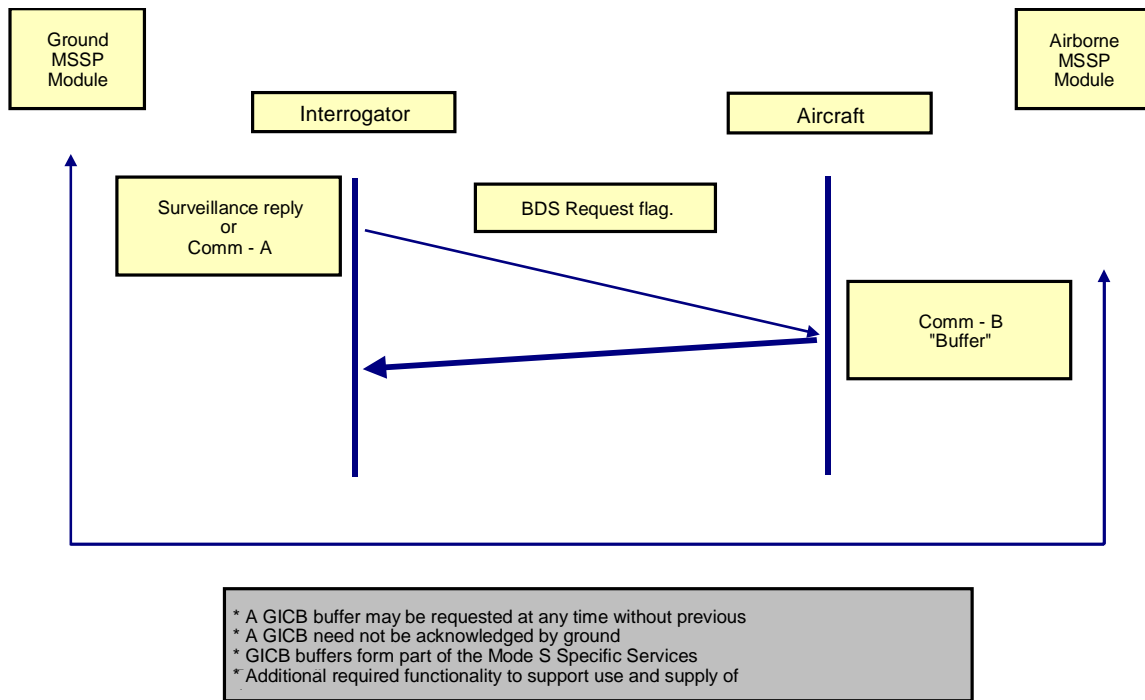 Ground
MSSP
Module
Airborne
MSSP
Module
Interrogator
Aircraft
Surveillance reply
or
Comm - A
BDS Request flag.
Comm - B
"Buffer"
* A GICB buffer may be requested at any time without previous
* A GICB need not be acknowledged by ground
* GICB buffers form part of the Mode S Specific Services
* Additional required functionality to support use and supply of